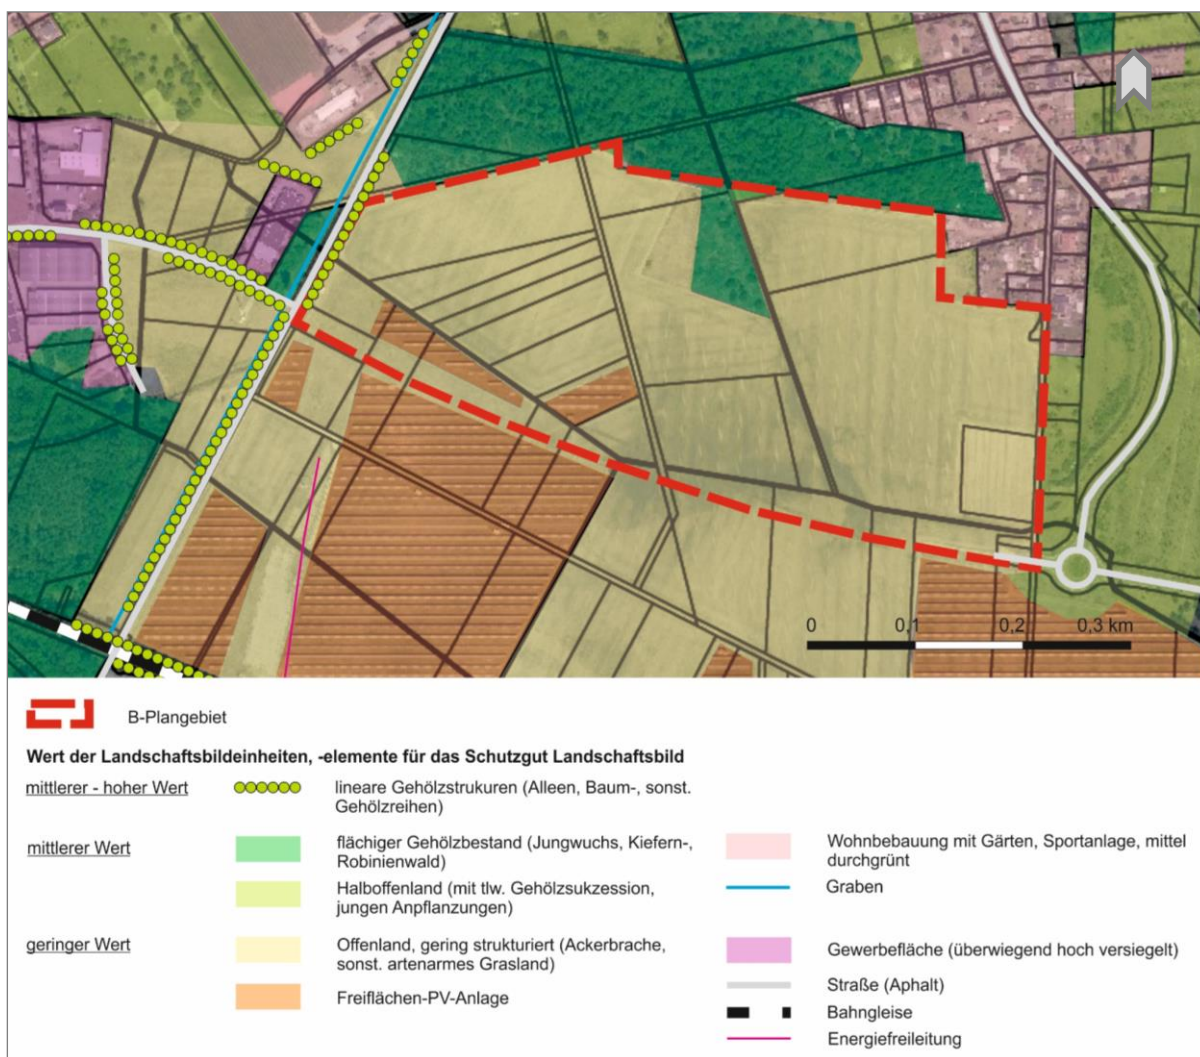 0 0,1 0,2 0,3 km
B-Plangebiet
Wert der Landschaftsbildeinheiten, -elemente für das Schutzgut Landschaftsbild
mittlerer - hoher Wert
lineare Gehölzstrukuren (Alleen, Baum-, sonst.
Gehölzreihen)
mittlerer Wert
flächiger Gehölzbestand (Jungwuchs, Kiefern-,
Robinienwald)
Halboffenland (mit tlw. Gehölzsukzession,
jungen Anpflanzungen)
Wohnbebauung mit Gärten, Sportanlage, mittel
durchgrünt
Graben
geringer Wert
Offenland, gering strukturiert (Ackerbrache,
sonst. artenarmes Grasland)
Freiflächen-PV-Anlage
Gewerbefläche (überwiegend hoch versiegelt)
Straße (Aphalt)
Bahngleise
Energiefreileitung